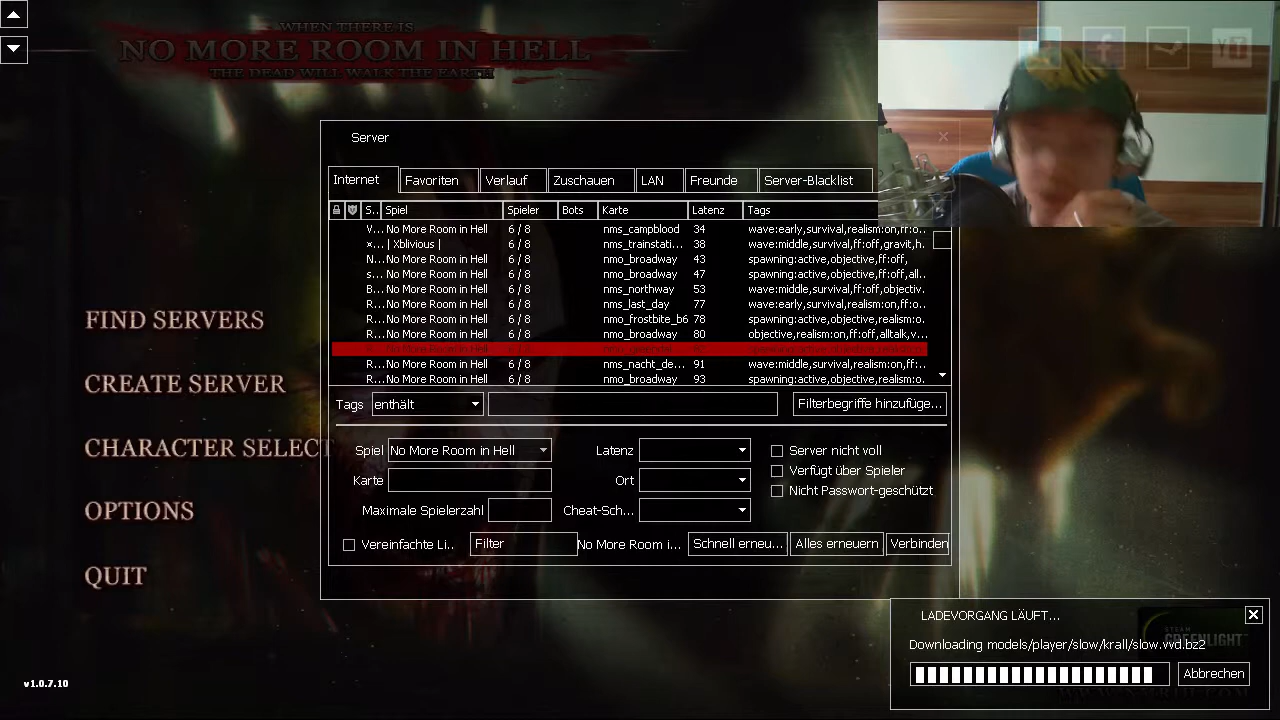 WHEN THERE IS
NO MORE ROOM IN HELL
THE DEAD WILL WALK THE EARTH
Server
Internet Favoriten Verlauf Zuschauen LAN Freunde Server-Blacklist
S.. Spiel Spieler Bots Karte Latenz Tags
V... No More Room in Hell 6 / 8 nms_campblood 34 wave:early,survival,realism:on,ff:o..
×... | Xblivious | 6 / 8 nms_trainstati... 38 wave:middle,survival,ff:off,gravit,h.
N... No More Room in Hell 6 / 8 nmo_broadway 43 spawning:active,objective,ff:off,
s... No More Room in Hell 6 / 8 nmo_broadway 47 spawning:active,objective,ff:off,all..
B... No More Room in Hell 6 / 8 nms_northway 53 wave:middle,survival,ff:off,objectiv.
R... No More Room in Hell 6 / 8 nms_last_day 77 wave:early,survival,realism:on,ff:o..
R... No More Room in Hell 6 / 8 nmo_frostbite_b6 78 spawning:active,objective,realism:o.
R... No More Room in Hell 6 / 8 nmo_broadway 80 objective,realism:on,ff:off,alltalk,v...
R... No More Room in Hell 6 / 8 nms_nacht_de... 91 wave:middle,survival,realism:on,ff:.
R... No More Room in Hell 6 / 8 nmo_broadway 93 spawning:active,objective,realism:o.
Tags enthält Filterbegriffe hinzufüge...
Spiel No More Room in Hell Latenz Server nicht voll
Karte Ort Verfügt über Spieler
Maximale Spielerzahl Cheat-Sch... Nicht Passwort-geschützt
Vereinfachte Li.. Filter No More Room i... Schnell erneu... Alles erneuern Verbinden
FIND SERVERS
CREATE SERVER
CHARACTER SELECT
OPTIONS
QUIT
v1.0.7.10
LADEVORGANG LÄUFT...
STEAM
GREENLIGHT
Downloading models/player/slow/krall/slow.vvd.bz2
Abbrechen